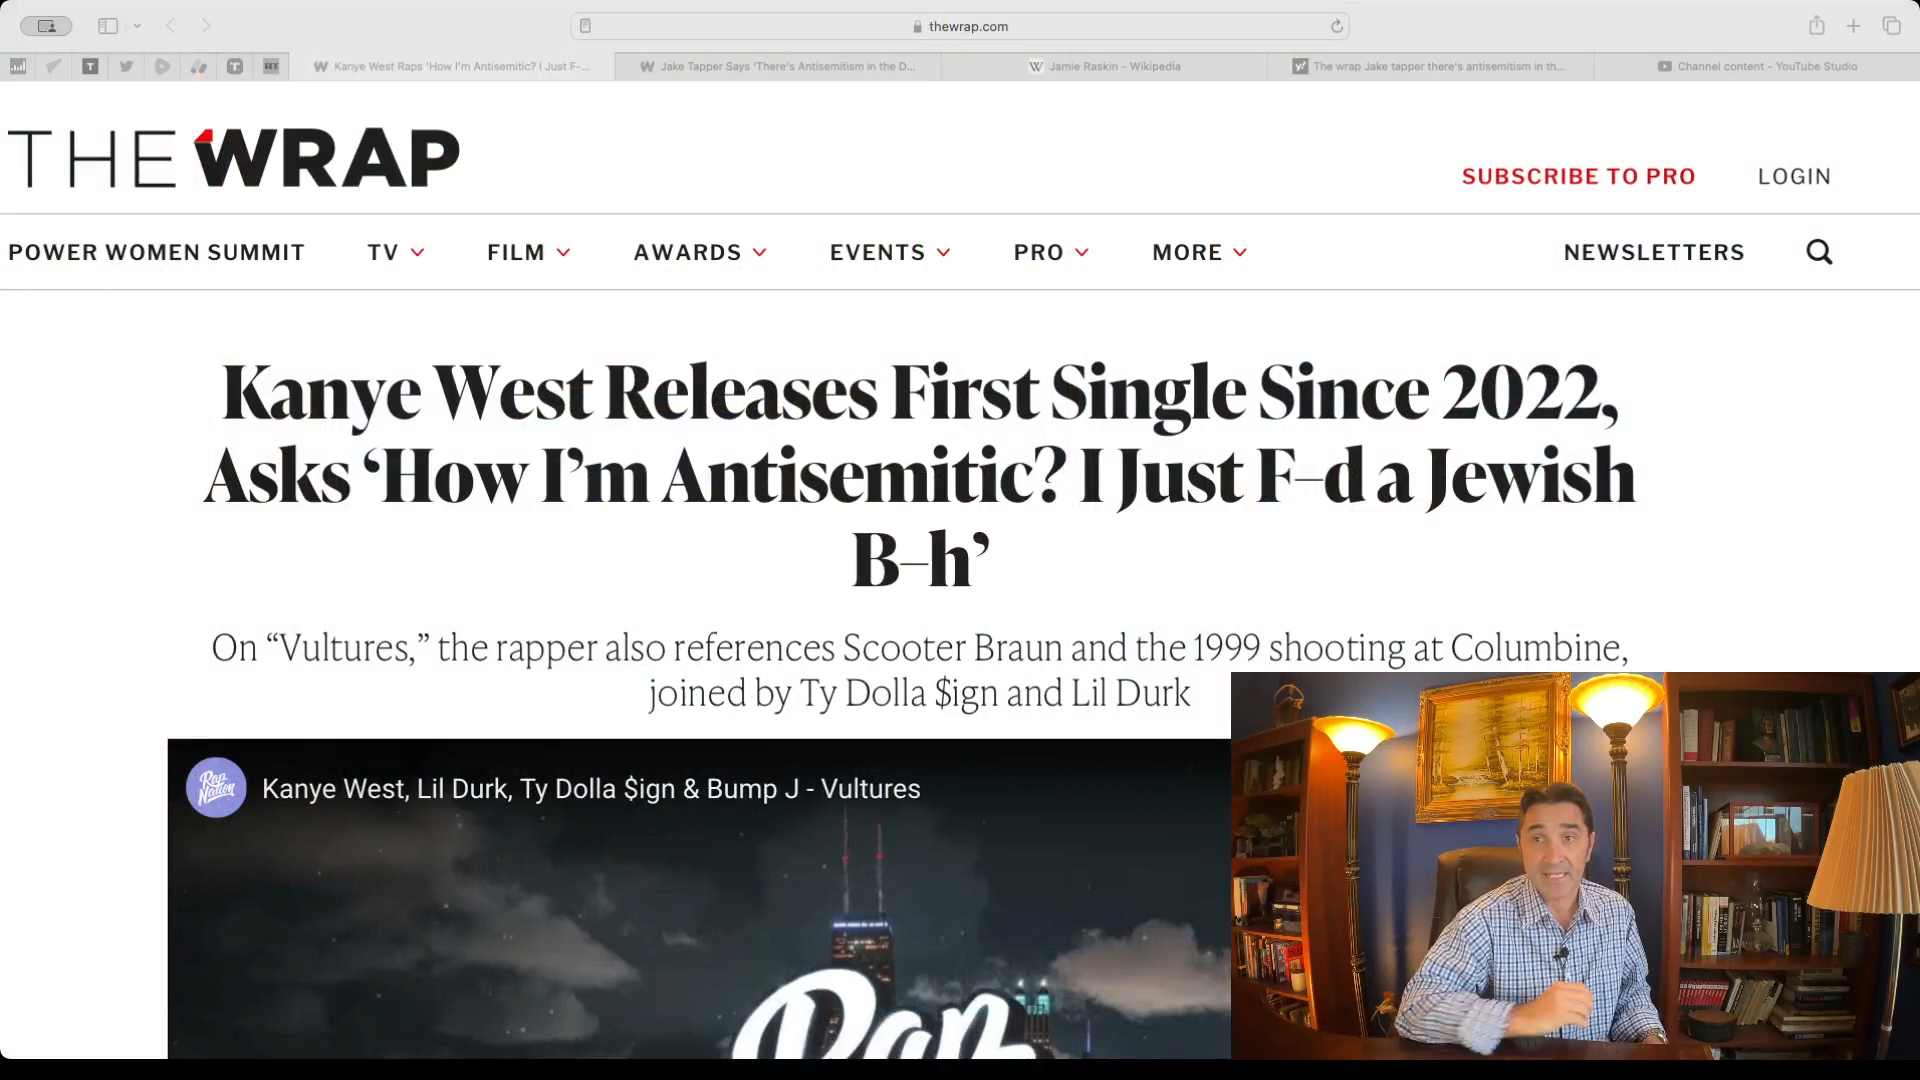 thewrap.com
Kanye West Raps 'How I'm Antisemitic? I Just F-...
Jake Tapper Says 'There's Antisemitism in the D...
Jamie Raskin - Wikipedia
The wrap Jake tapper there's antisemitism in th...
Channel content - YouTube Studio
THE WRAP
SUBSCRIBE TO PRO
LOGIN
POWER WOMEN SUMMIT
TV
FILM
AWARDS
EVENTS
PRO
MORE
NEWSLETTERS
Kanye West Releases First Single Since 2022,
Asks ‘How I’m Antisemitic? I Just F–d a Jewish
B–h’
On “Vultures,” the rapper also references Scooter Braun and the 1999 shooting at Columbine,
joined by Ty Dolla $ign and Lil Durk
Rap
Nation
Kanye West, Lil Durk, Ty Dolla $ign & Bump J - Vultures
Rap